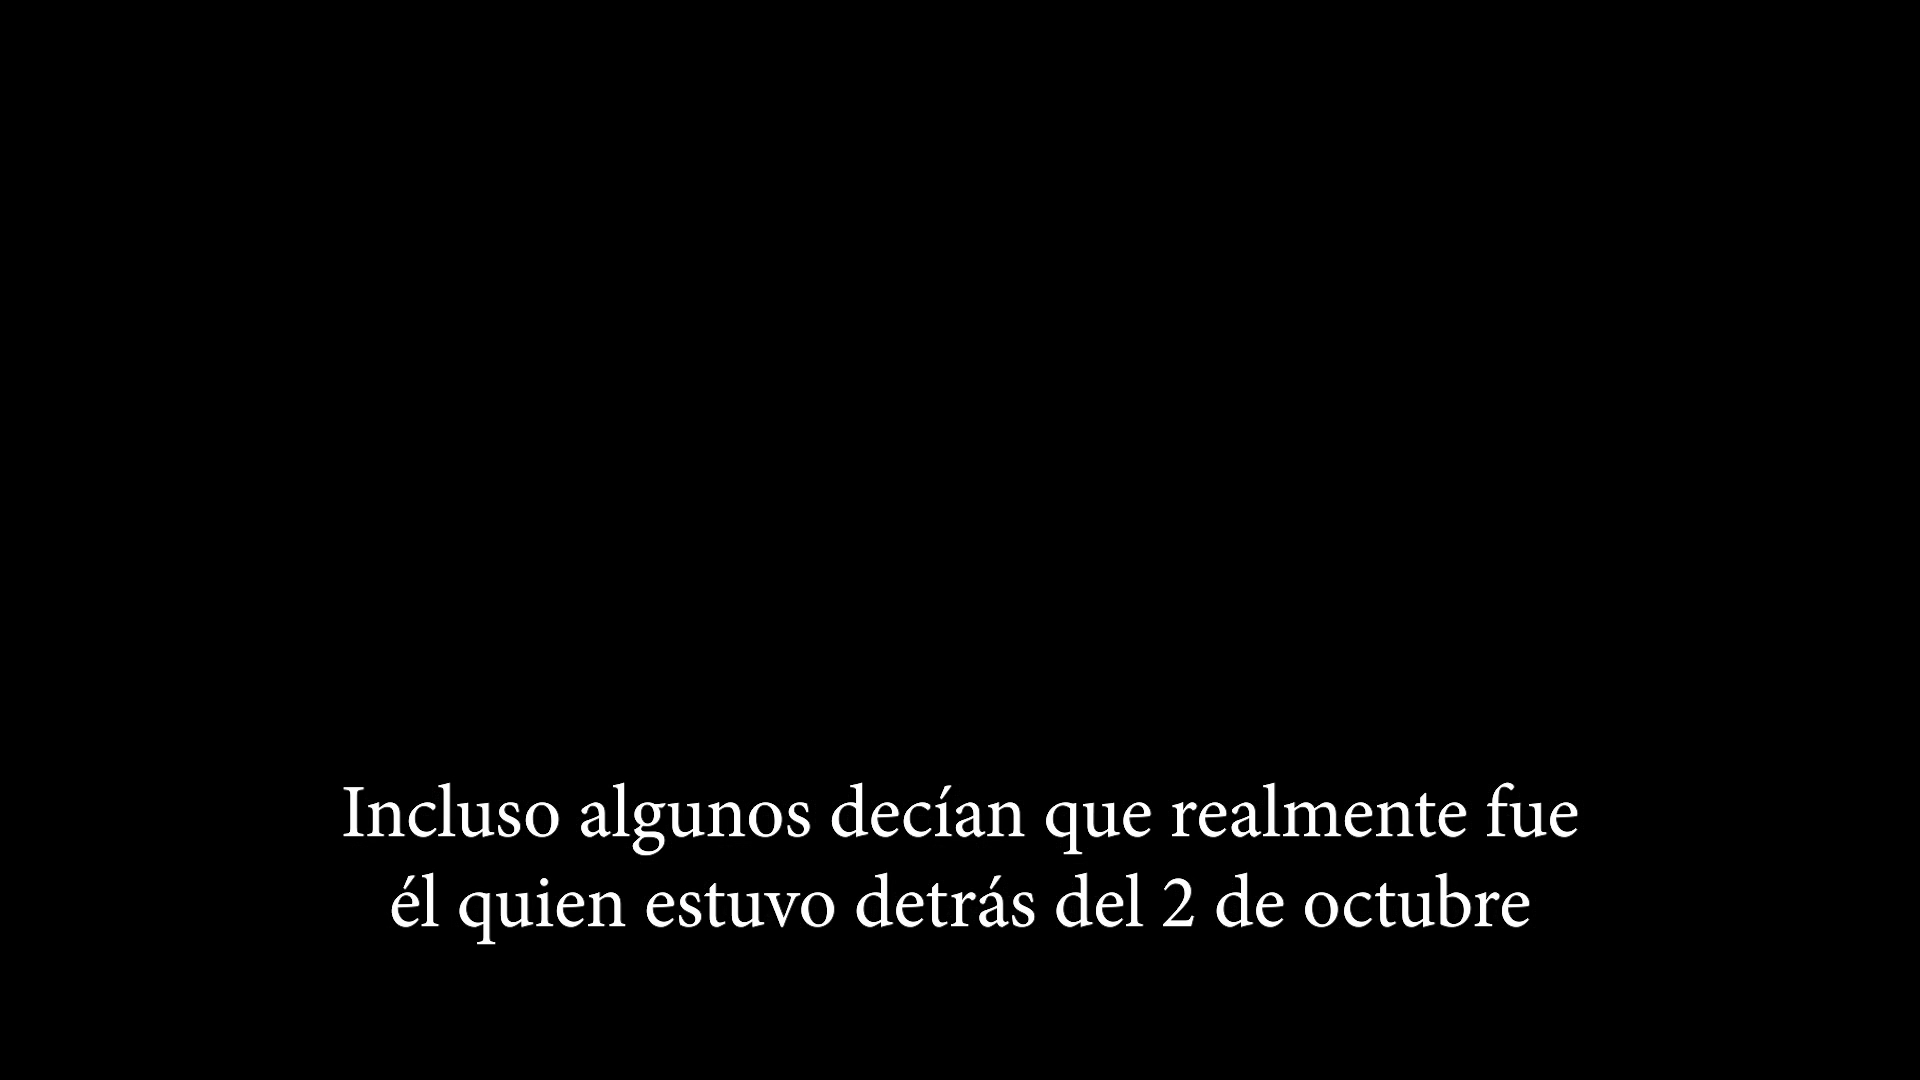 Incluso algunos decían que realmente fue
él quien estuvo detrás del 2 de octubre